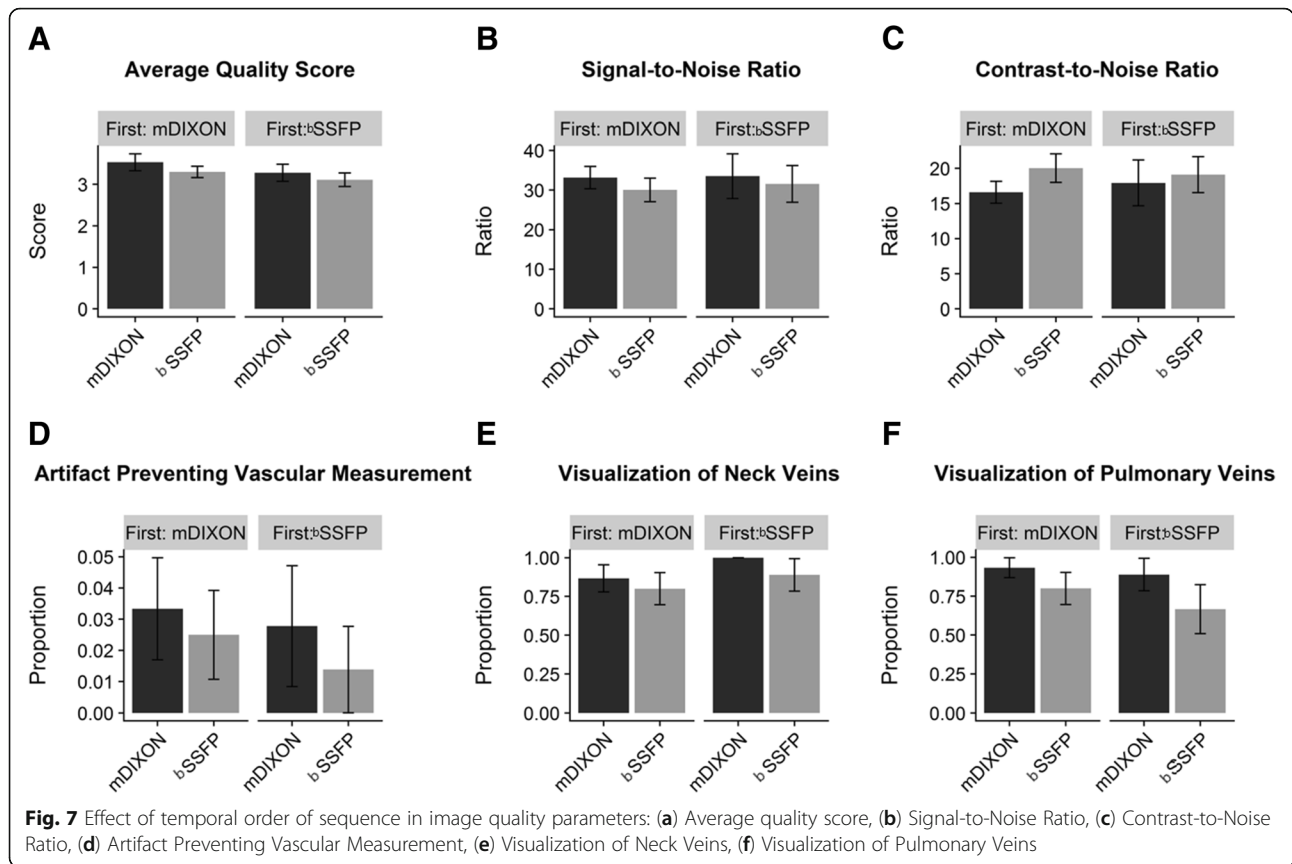 A
Average Quality Score
First: mDIXON
First:bSSFP
Score
3
2
1
0
mDIXON
bSSFP
mDIXON
bSSFP
B
Signal-to-Noise Ratio
First: mDIXON
First:bSSFP
Ratio
40
30
20
10
0
mDIXON
bSSFP
mDIXON
bSSFP
C
Contrast-to-Noise Ratio
First: mDIXON
First:bSSFP
Ratio
20
15
10
5
0
mDIXON
bSSFP
mDIXON
bSSFP
D
Artifact Preventing Vascular Measurement
First: mDIXON
First:bSSFP
Proportion
0.05
0.04
0.03
0.02
0.01
0.00
mDIXON
bSSFP
mDIXON
bSSFP
E
Visualization of Neck Veins
First: mDIXON
First:bSSFP
Proportion
1.00
0.75
0.50
0.25
0.00
mDIXON
bSSFP
mDIXON
bSSFP
F
Visualization of Pulmonary Veins
First: mDIXON
First:bSSFP
Proportion
1.00
0.75
0.50
0.25
0.00
mDIXON
bSSFP
mDIXON
bSSFP
Fig. 7 Effect of temporal order of sequence in image quality parameters: (a) Average quality score, (b) Signal-to-Noise Ratio, (c) Contrast-to-Noise
Ratio, (d) Artifact Preventing Vascular Measurement, (e) Visualization of Neck Veins, (f) Visualization of Pulmonary Veins